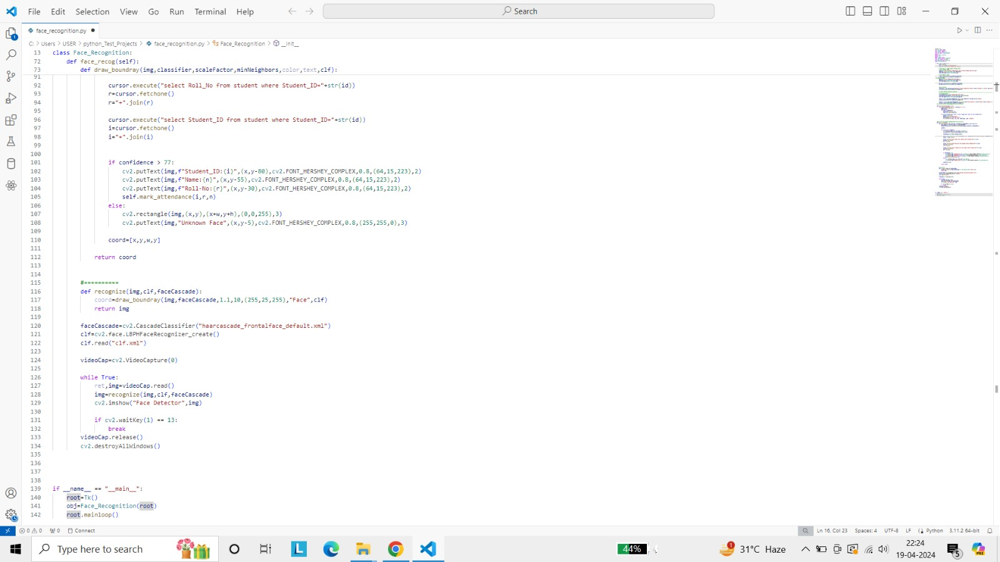 File Edit Selection View Go Run Terminal Help
Search
face_recognition.py
C: > Users > USER > python_Test_Projects > face_recognition.py > Face_Recognition > __init__
13 class Face_Recognition:
72 def face_recog(self):
73 def draw_boundray(img,classifier,scaleFactor,minNeighbors,color,text,clf):
91
92 cursor.execute("select Roll_No from student where Student_ID="+str(id))
93 r=cursor.fetchone()
94 r="+".join(r)
95
96 cursor.execute("select Student_ID from student where Student_ID="+str(id))
97 i=cursor.fetchone()
98 i="+".join(i)
99
100
101 if confidence > 77:
102 cv2.putText(img,f"Student_ID:{i}",(x,y-80),cv2.FONT_HERSHEY_COMPLEX,0.8,(64,15,223),2)
103 cv2.putText(img,f"Name:{n}",(x,y-55),cv2.FONT_HERSHEY_COMPLEX,0.8,(64,15,223),2)
104 cv2.putText(img,f"Roll-No:{r}",(x,y-30),cv2.FONT_HERSHEY_COMPLEX,0.8,(64,15,223),2)
105 self.mark_attendance(i,r,n)
106 else:
107 cv2.rectangle(img,(x,y),(x+w,y+h),(0,0,255),3)
108 cv2.putText(img,"Unknown Face",(x,y-5),cv2.FONT_HERSHEY_COMPLEX,0.8,(255,255,0),3)
109
110 coord=[x,y,w,y]
111
112 return coord
113
114
115 #==========
116 def recognize(img,clf,faceCascade):
117 coord=draw_boundray(img,faceCascade,1.1,10,(255,25,255),"Face",clf)
118 return img
119
120 faceCascade=cv2.CascadeClassifier("haarcascade_frontalface_default.xml")
121 clf=cv2.face.LBPHFaceRecognizer_create()
122 clf.read("clf.xml")
123
124 videoCap=cv2.VideoCapture(0)
125
126 while True:
127 ret,img=videoCap.read()
128 img=recognize(img,clf,faceCascade)
129 cv2.imshow("Face Detector",img)
130
131 if cv2.waitKey(1) == 13:
132 break
133 videoCap.release()
134 cv2.destroyAllWindows()
135
136
137
138
139 if __name__ == "__main__":
140 root=Tk()
141 obj=Face_Recognition(root)
142 root.mainloop()
0 0 0 Connect Ln 16, Col 23 Spaces: 4 UTF-8 LF Python 3.11.2 64-bit
Type here to search L 44% 1 31°C Haze 22:24 5 PRE
19-04-2024